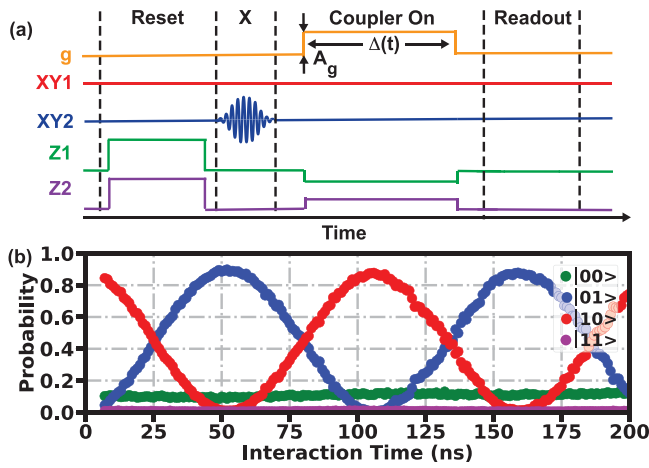 (a)
Reset X Coupler On Readout
g
A_g Δ(t)
XY1
XY2
Z1
Z2
Time
(b)
Probability
1.0
0.8
0.6
0.4
0.2
0.0
|00>
|01>
|10>
|11>
0 25 50 75 100 125 150 175 200
Interaction Time (ns)